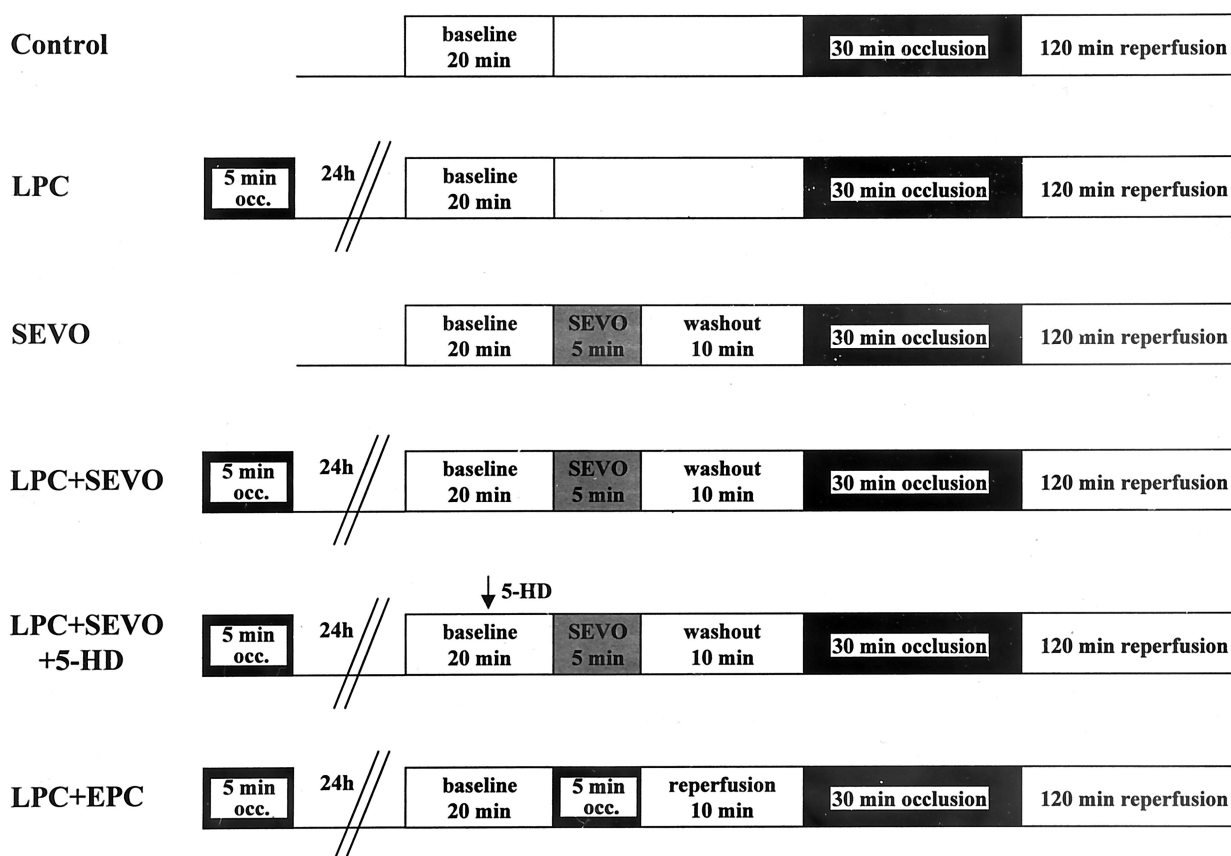 Control
baseline
20 min
30 min occlusion
120 min reperfusion
LPC
5 min
occ.
24h
baseline
20 min
30 min occlusion
120 min reperfusion
SEVO
baseline
20 min
SEVO
5 min
washout
10 min
30 min occlusion
120 min reperfusion
LPC+SEVO
5 min
occ.
24h
baseline
20 min
SEVO
5 min
washout
10 min
30 min occlusion
120 min reperfusion
5-HD
LPC+SEVO
+5-HD
5 min
occ.
24h
baseline
20 min
SEVO
5 min
washout
10 min
30 min occlusion
120 min reperfusion
LPC+EPC
5 min
occ.
24h
baseline
20 min
5 min
occ.
reperfusion
10 min
30 min occlusion
120 min reperfusion